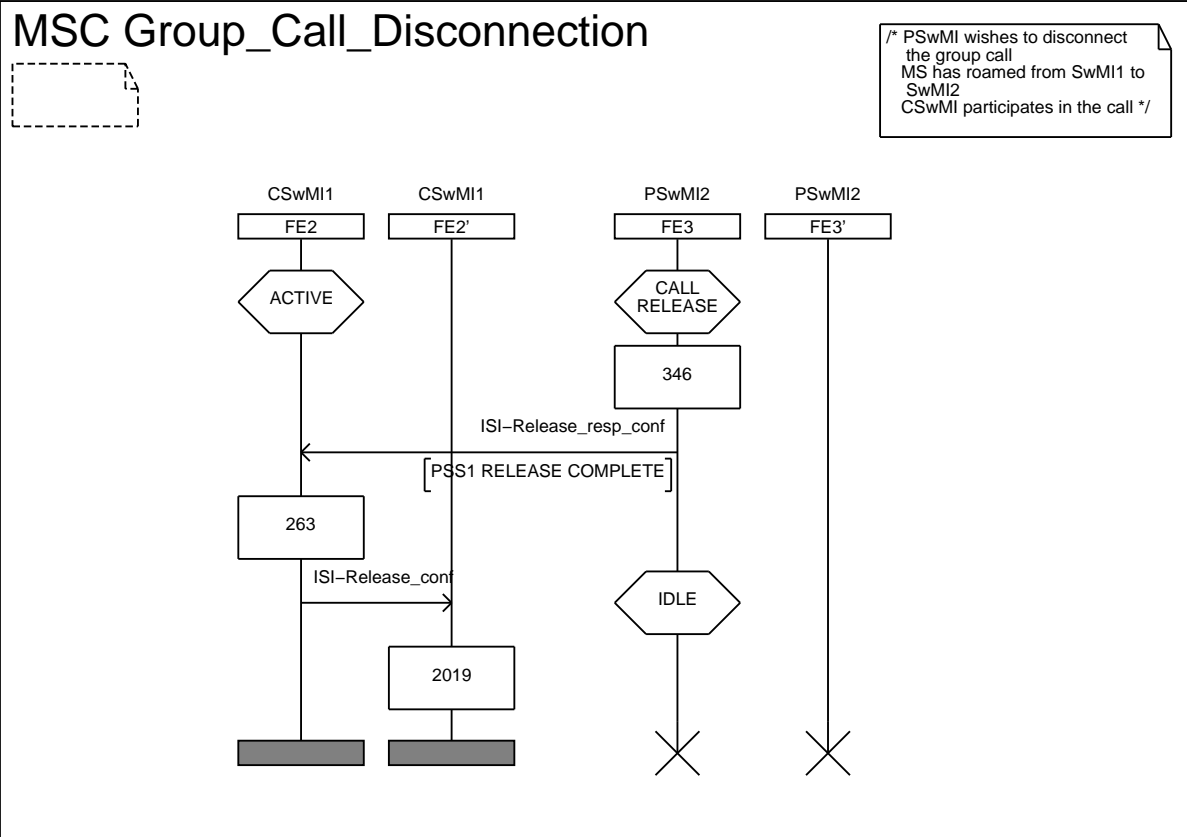 MSC Group_Call_Disconnection
/* PSwMI wishes to disconnect
the group call
MS has roamed from SwMI1 to
SwMI2
CSwMI participates in the call */
CSwMI1
CSwMI1
PSwMI2
PSwMI2
FE2
FE2’
FE3
FE3’
ACTIVE
CALL
RELEASE
346
ISI−Release_resp_conf
PSS1 RELEASE COMPLETE
263
ISI−Release_conf
IDLE
2019